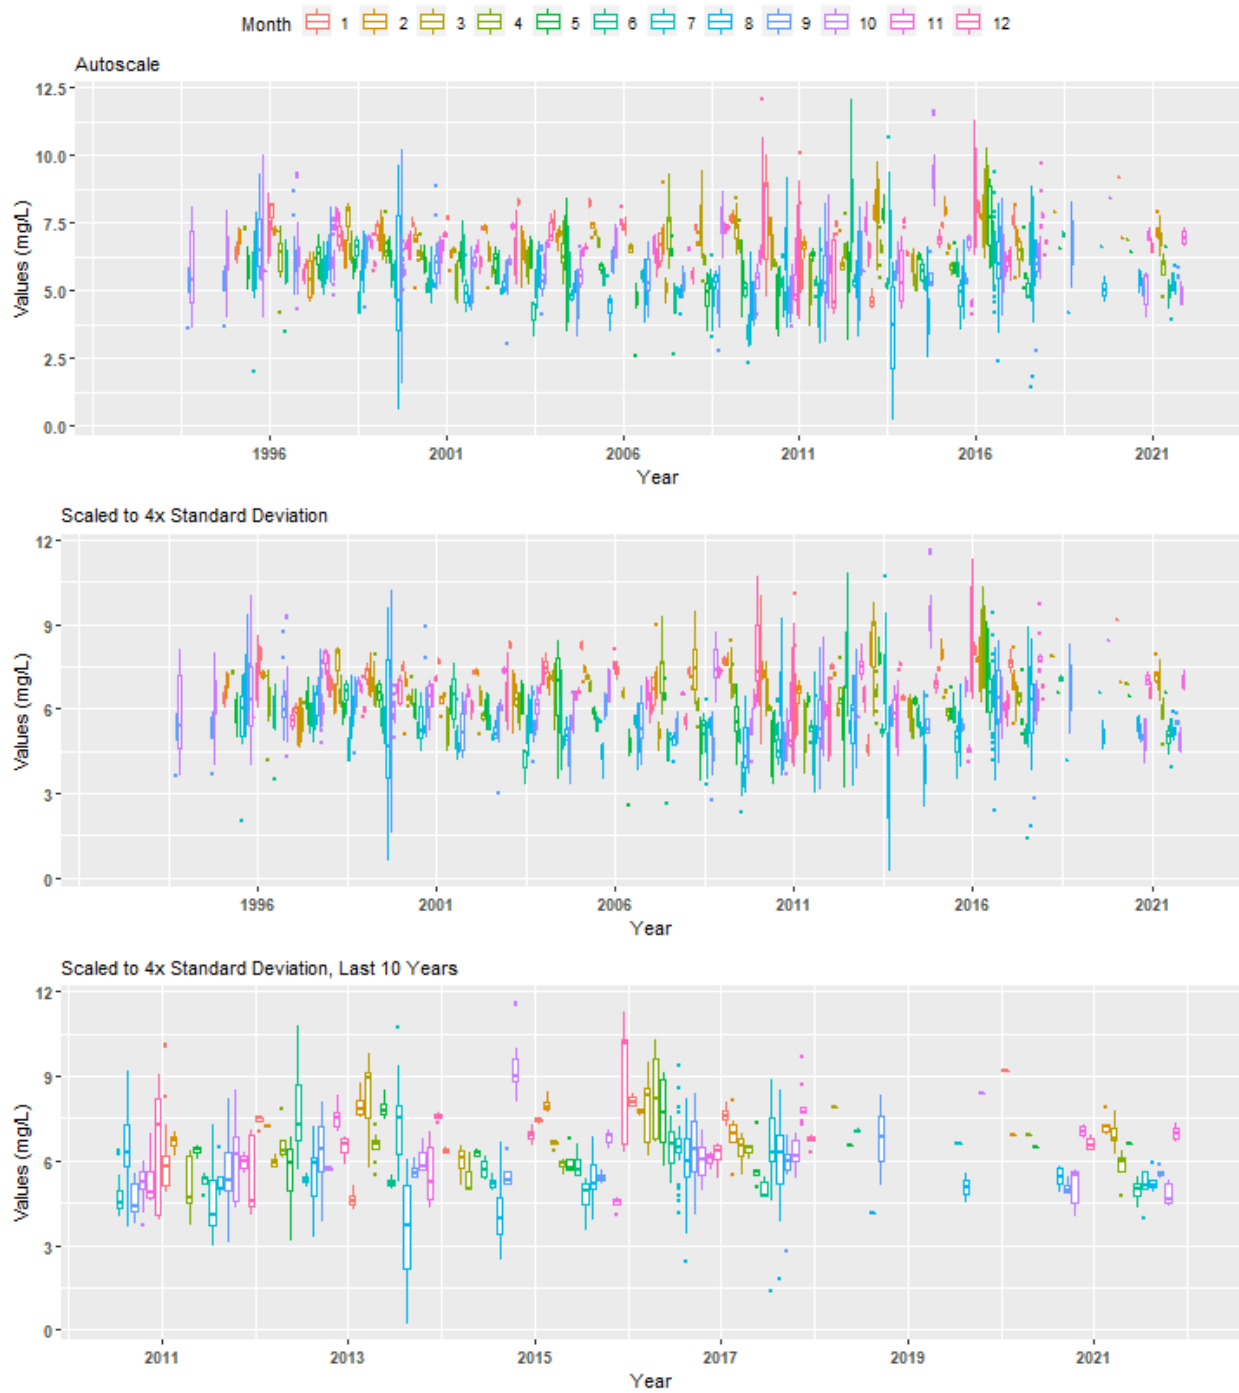 Month 1 2 3 4 5 6 7 8 9 10 11 12
Autoscale
12.5
10.0
7.5
5.0
2.5
0.0
Values (mg/L)
1996 2001 2006 2011 2016 2021
Year
Scaled to 4x Standard Deviation
12
9
6
3
0
Values (mg/L)
1996 2001 2006 2011 2016 2021
Year
Scaled to 4x Standard Deviation, Last 10 Years
12
9
6
3
0
Values (mg/L)
2011 2013 2015 2017 2019 2021
Year